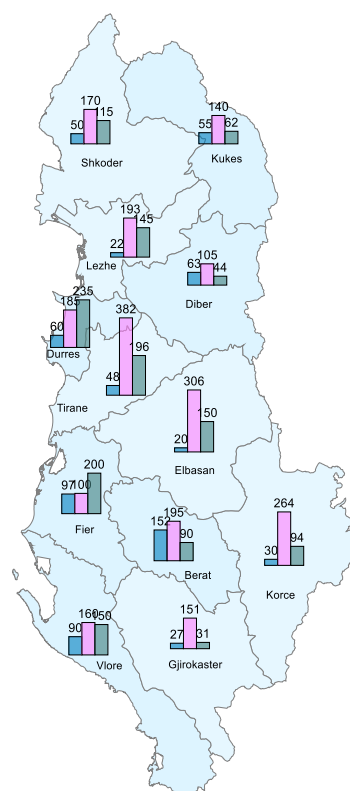 170
50 115
Shkoder
140
55 62
Kukes
193
22 145
Lezhe
105
63 44
Diber
235
185
60
Durres
382
196
48
Tirane
306
150
20
Elbasan
200
97 100
Fier
195
152 90
Berat
264
94
30
Korce
160 150
90
Vlore
151
27 31
Gjirokaster